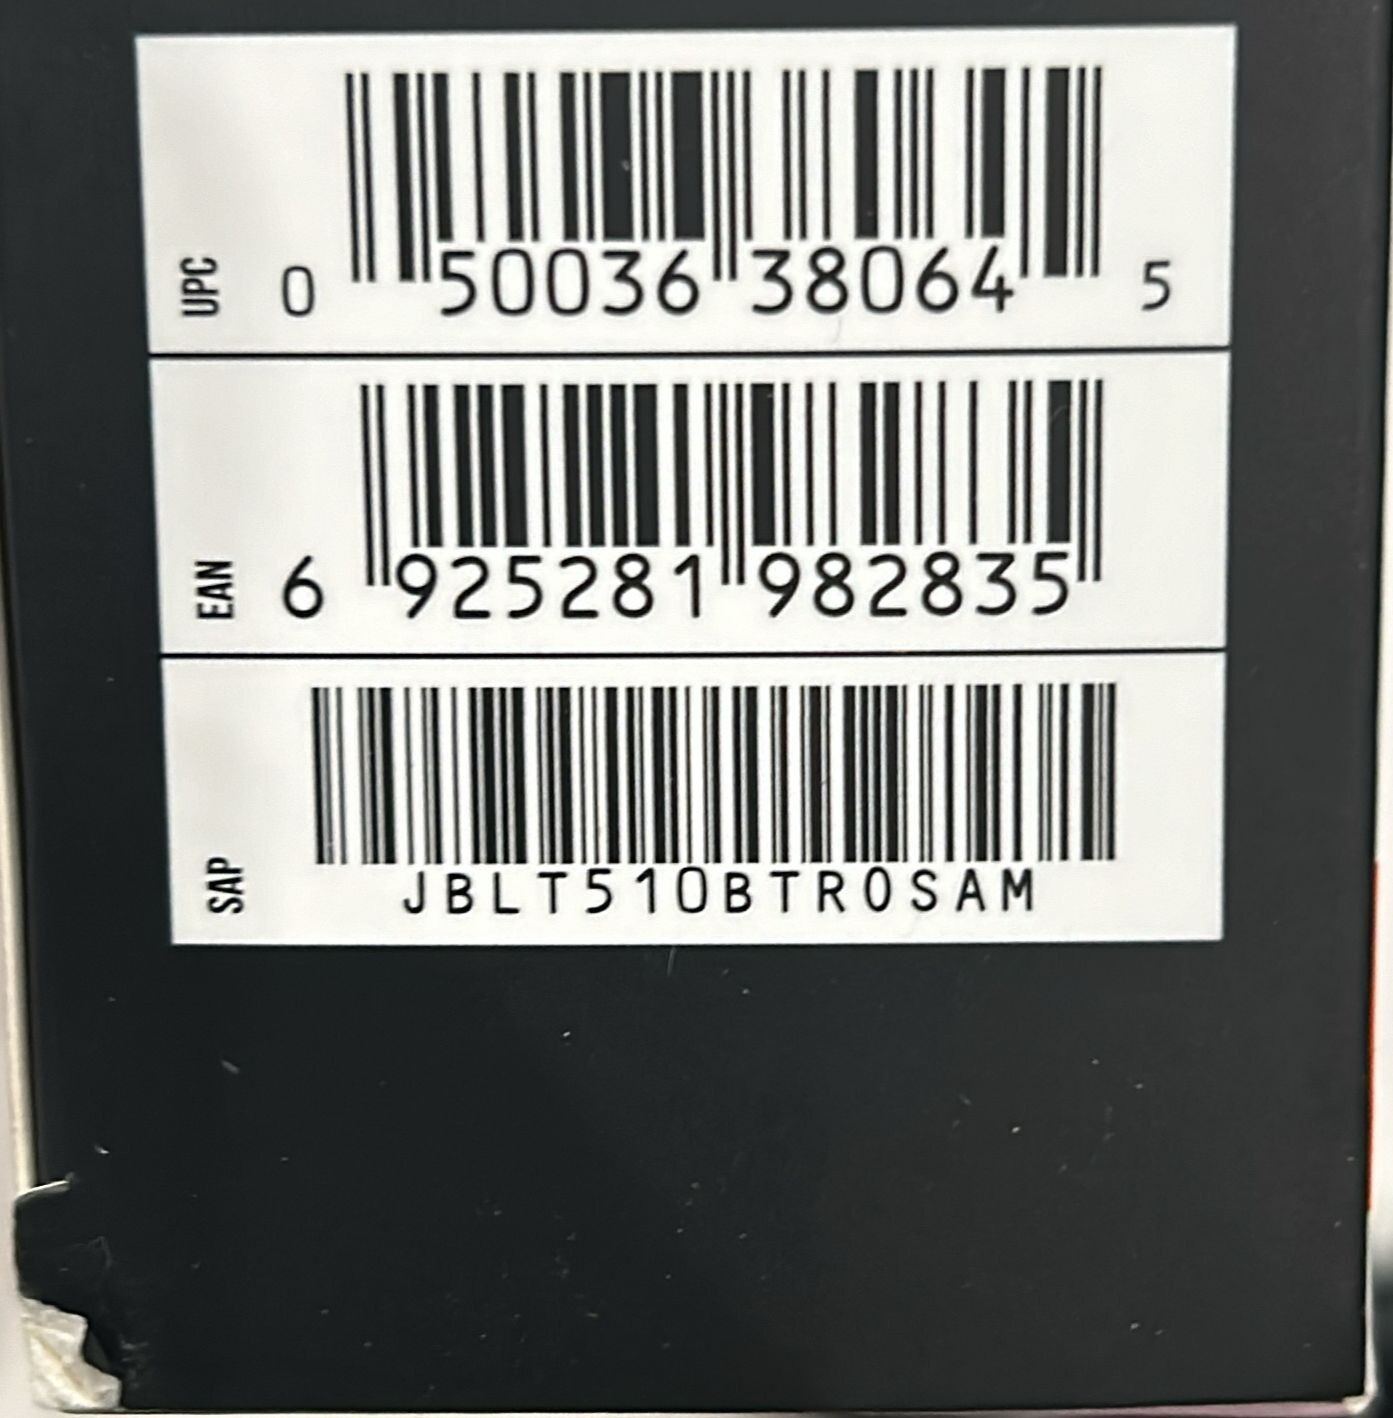 UPC 0 50036 38064 5
EAN 6 925281 982835
SAP JBLT510BTROSAM